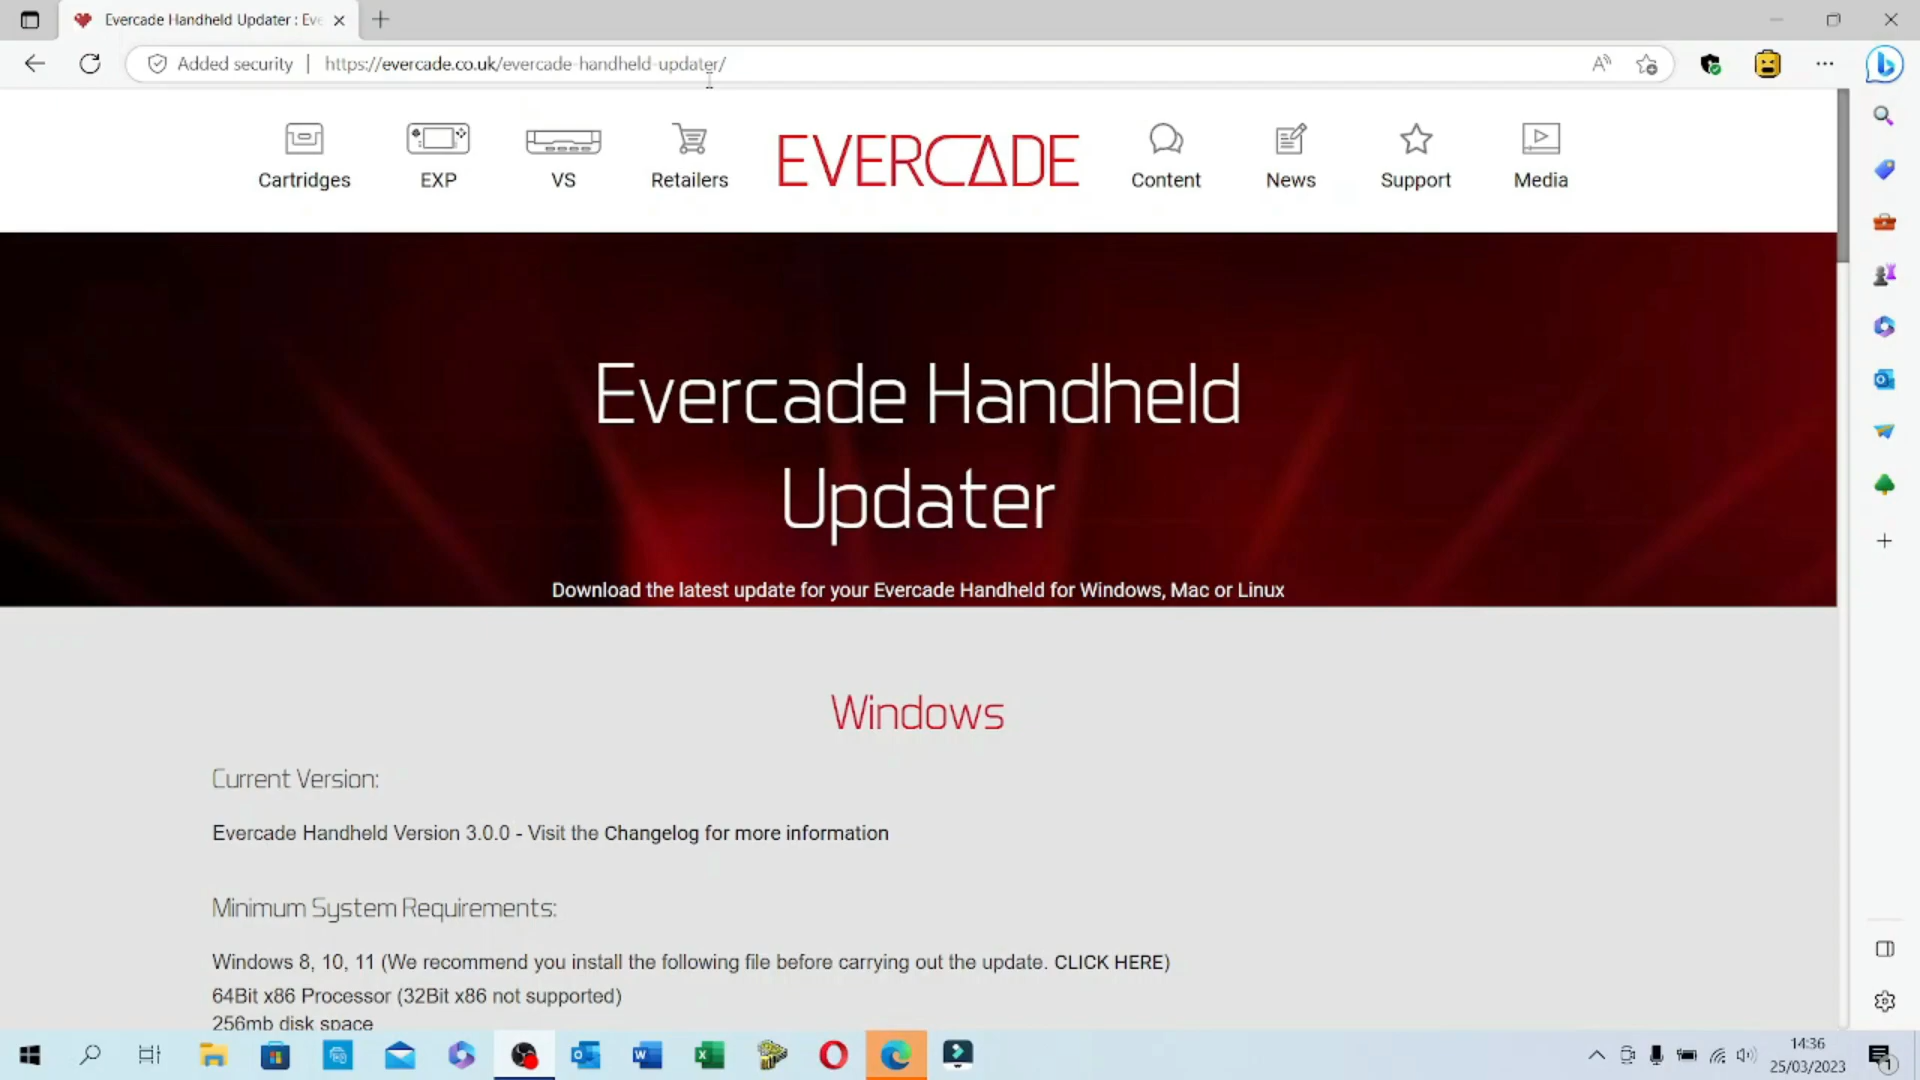 Evercade Handheld Updater : Eve
Added security | https://evercade.co.uk/evercade-handheld-updater/
Cartridges EXP VS Retailers EVERCADE Content News Support Media
Evercade Handheld
Updater
Download the latest update for your Evercade Handheld for Windows, Mac or Linux
Windows
Current Version:
Evercade Handheld Version 3.0.0 - Visit the Changelog for more information
Minimum System Requirements:
Windows 8, 10, 11 (We recommend you install the following file before carrying out the update. CLICK HERE)
64Bit x86 Processor (32Bit x86 not supported)
256mb disk space
14:36
25/03/2023